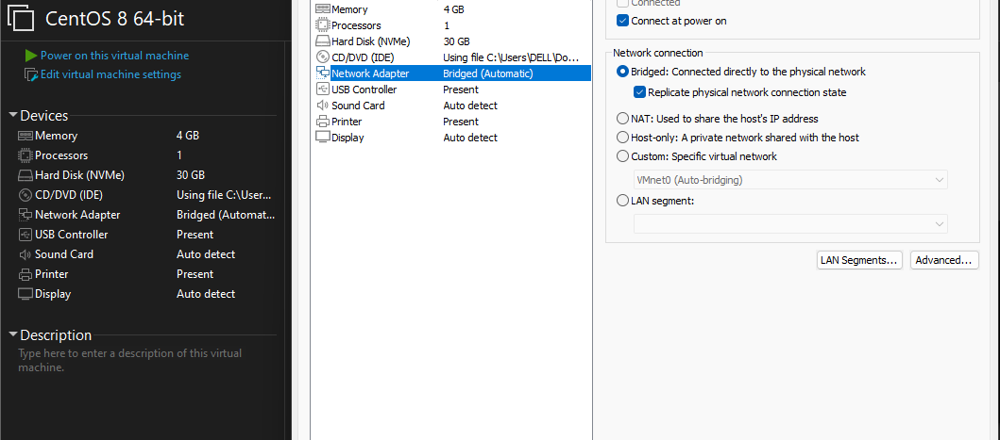 CentOS 8 64-bit
Power on this virtual machine
Edit virtual machine settings
Devices
Memory 4 GB
Processors 1
Hard Disk (NVMe) 30 GB
CD/DVD (IDE) Using file C:\User...
Network Adapter Bridged (Automat...
USB Controller Present
Sound Card Auto detect
Printer Present
Display Auto detect
Description
Type here to enter a description of this virtual
machine.
Memory 4 GB
Processors 1
Hard Disk (NVMe) 30 GB
CD/DVD (IDE) Using file C:\Users\DELL\Do...
Network Adapter Bridged (Automatic)
USB Controller Present
Sound Card Auto detect
Printer Present
Display Auto detect
Connected
Connect at power on
Network connection
Bridged: Connected directly to the physical network
Replicate physical network connection state
NAT: Used to share the host's IP address
Host-only: A private network shared with the host
Custom: Specific virtual network
VMnet0 (Auto-bridging)
LAN segment:
LAN Segments... Advanced...